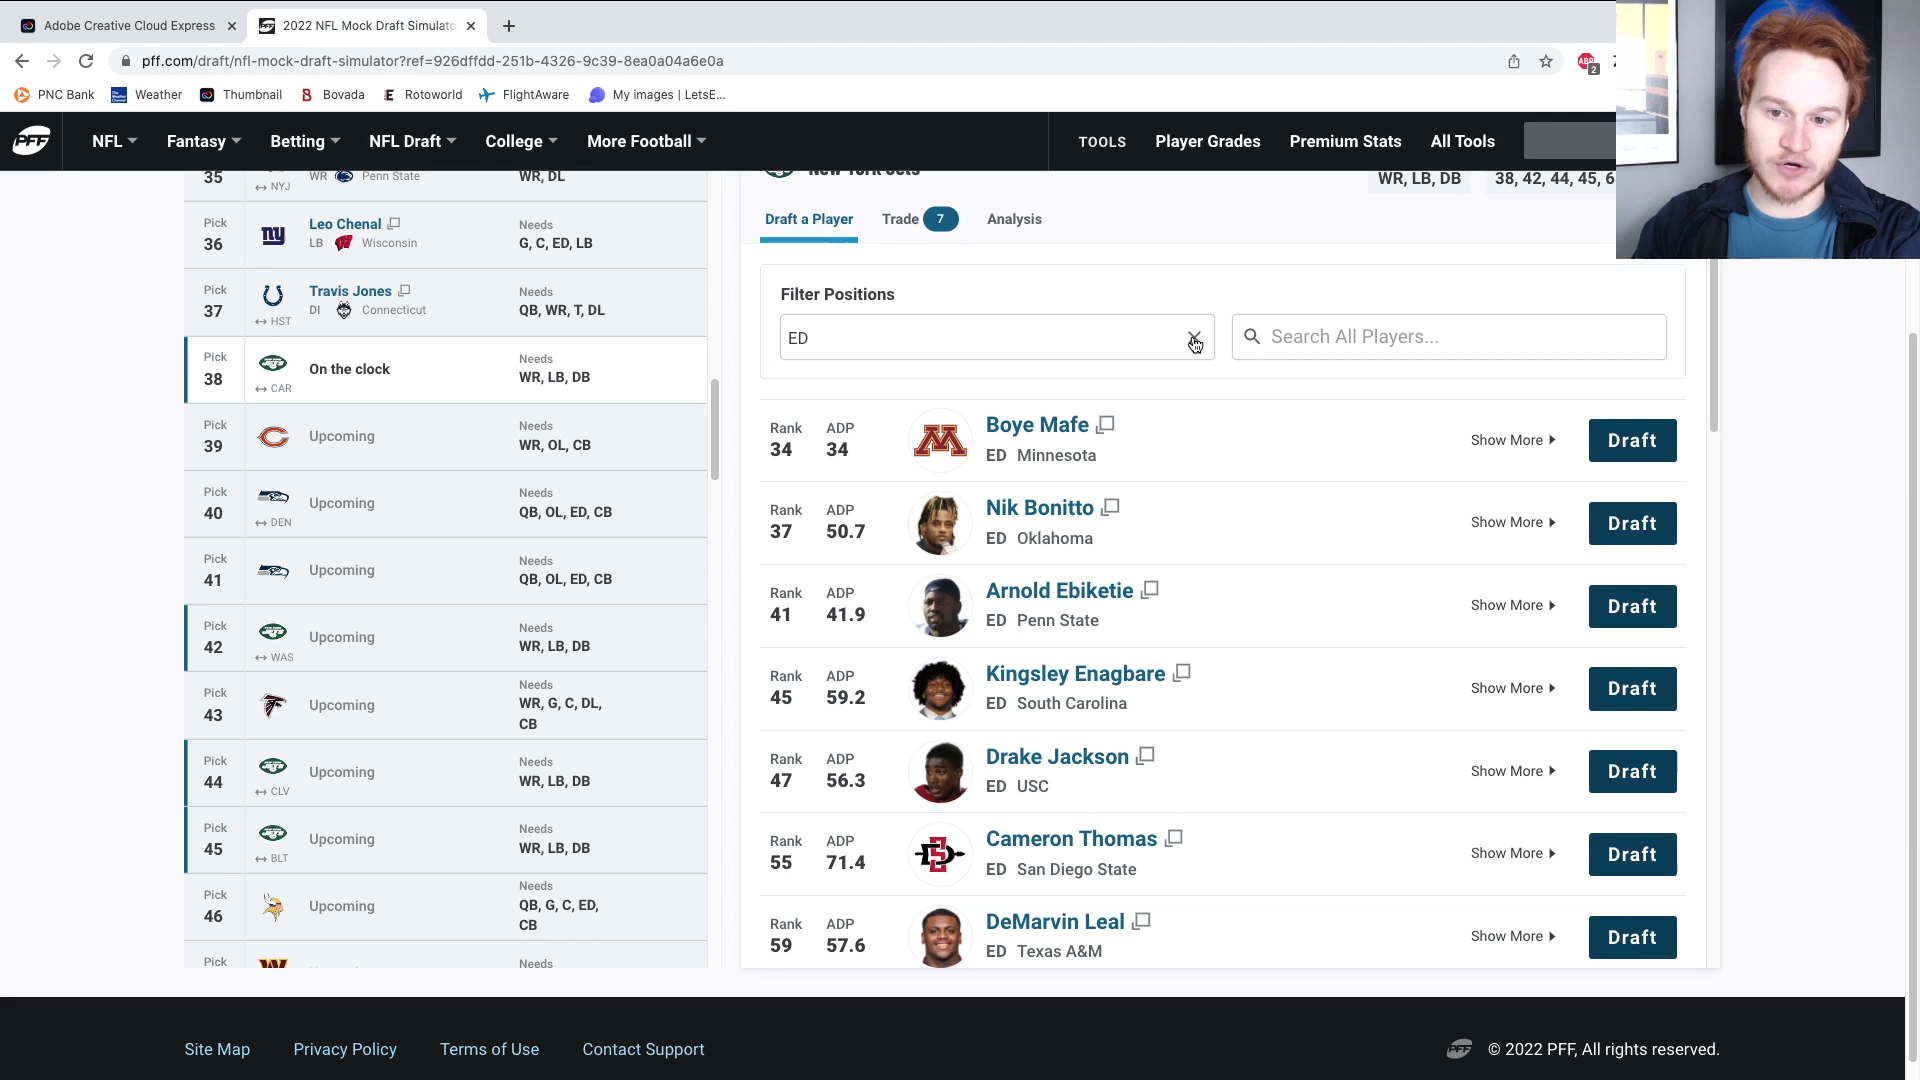 Adobe Creative Cloud Express
2022 NFL Mock Draft Simulato
pff.com/draft/nfl-mock-draft-simulator?ref=926dffdd-251b-4326-9c39-8ea0a04a6e0a
ABP
2
PNC Bank
Weather
Thumbnail
Bovada
Rotoworld
FlightAware
My images | LetsE...
PFF
NFL
Fantasy
Betting
NFL Draft
College
More Football
TOOLS
Player Grades
Premium Stats
All Tools
35
↔ NYJ
WR Penn State
WR, DL
Pick
36
Leo Chenal
LB Wisconsin
Needs
G, C, ED, LB
Pick
37
↔ HST
Travis Jones
DI Connecticut
Needs
QB, WR, T, DL
Pick
38
↔ CAR
On the clock
Needs
WR, LB, DB
Pick
39
Upcoming
Needs
WR, OL, CB
Pick
40
↔ DEN
Upcoming
Needs
QB, OL, ED, CB
Pick
41
Upcoming
Needs
QB, OL, ED, CB
Pick
42
↔ WAS
Upcoming
Needs
WR, LB, DB
Pick
43
Upcoming
Needs
WR, G, C, DL,
CB
Pick
44
↔ CLV
Upcoming
Needs
WR, LB, DB
Pick
45
↔ BLT
Upcoming
Needs
WR, LB, DB
Pick
46
Upcoming
Needs
QB, G, C, ED,
CB
Pick
Needs
New York Jets
WR, LB, DB
38, 42, 44, 45, 6
Draft a Player
Trade 7
Analysis
Filter Positions
ED
Search All Players...
Rank ADP
34 34
Boye Mafe
ED Minnesota
Show More
Draft
Rank ADP
37 50.7
Nik Bonitto
ED Oklahoma
Show More
Draft
Rank ADP
41 41.9
Arnold Ebiketie
ED Penn State
Show More
Draft
Rank ADP
45 59.2
Kingsley Enagbare
ED South Carolina
Show More
Draft
Rank ADP
47 56.3
Drake Jackson
ED USC
Show More
Draft
Rank ADP
55 71.4
Cameron Thomas
ED San Diego State
Show More
Draft
Rank ADP
59 57.6
DeMarvin Leal
ED Texas A&M
Show More
Draft
Site Map
Privacy Policy
Terms of Use
Contact Support
PFF
© 2022 PFF, All rights reserved.